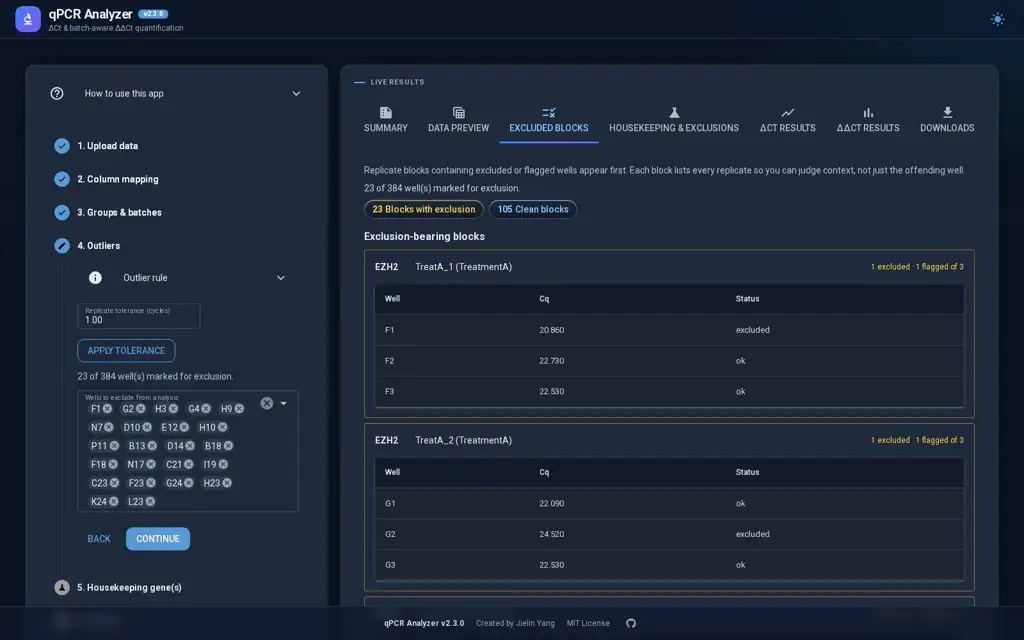 qPCR Analyzer v2.3.0
ΔCt & batch-aware ΔΔCt quantification
How to use this app
1. Upload data
2. Column mapping
3. Groups & batches
4. Outliers
Outlier rule
Replicate tolerance (cycles)
1.00
APPLY TOLERANCE
23 of 384 well(s) marked for exclusion.
Wells to exclude from analysis
F1 G2 H3 G4 H9
N7 D10 E12 H10
P11 B13 D14 B18
F18 N17 C21 I19
C23 F23 G24 H23
K24 L23
BACK CONTINUE
5. Housekeeping gene(s)
LIVE RESULTS
SUMMARY DATA PREVIEW EXCLUDED BLOCKS HOUSEKEEPING & EXCLUSIONS ΔCT RESULTS ΔΔCT RESULTS DOWNLOADS
Replicate blocks containing excluded or flagged wells appear first. Each block lists every replicate so you can judge context, not just the offending well.
23 of 384 well(s) marked for exclusion.
23 Blocks with exclusion 105 Clean blocks
Exclusion-bearing blocks
EZH2 TreatA_1 (TreatmentA) 1 excluded · 1 flagged of 3
Well Cq Status
F1 20.860 excluded
F2 22.730 ok
F3 22.530 ok
EZH2 TreatA_2 (TreatmentA) 1 excluded · 1 flagged of 3
Well Cq Status
G1 22.090 ok
G2 24.520 excluded
G3 22.530 ok
qPCR Analyzer v2.3.0 Created by Jielin Yang MIT License